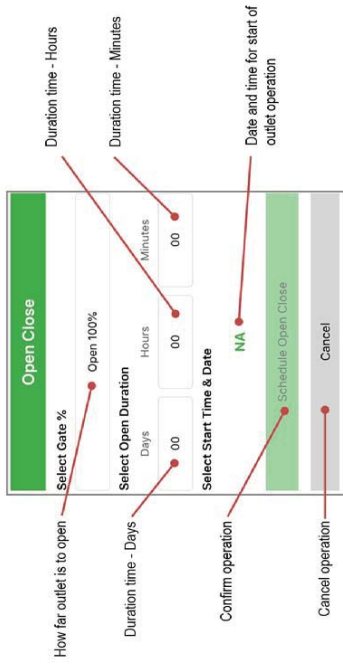 Open Close
Select Gate %
Open 100%
Select Open Duration
Days
Hours
Minutes
00
00
00
Select Start Time & Date
NA
Schedule Open Close
Cancel
How far outlet is to open
Duration time - Days
Confirm operation
Cancel operation
Duration time - Hours
Duration time - Minutes
Date and time for start of
outlet operation